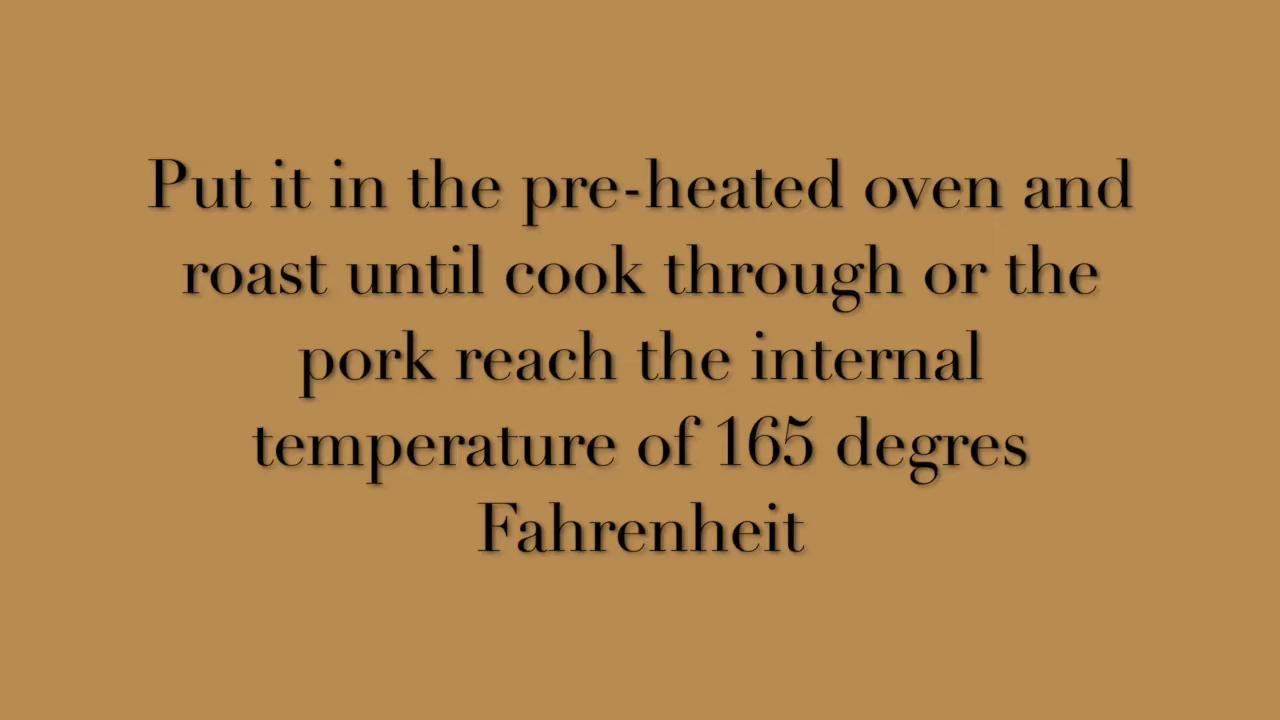 Put it in the pre-heated oven and
roast until cook through or the
pork reach the internal
temperature of 165 degres
Fahrenheit